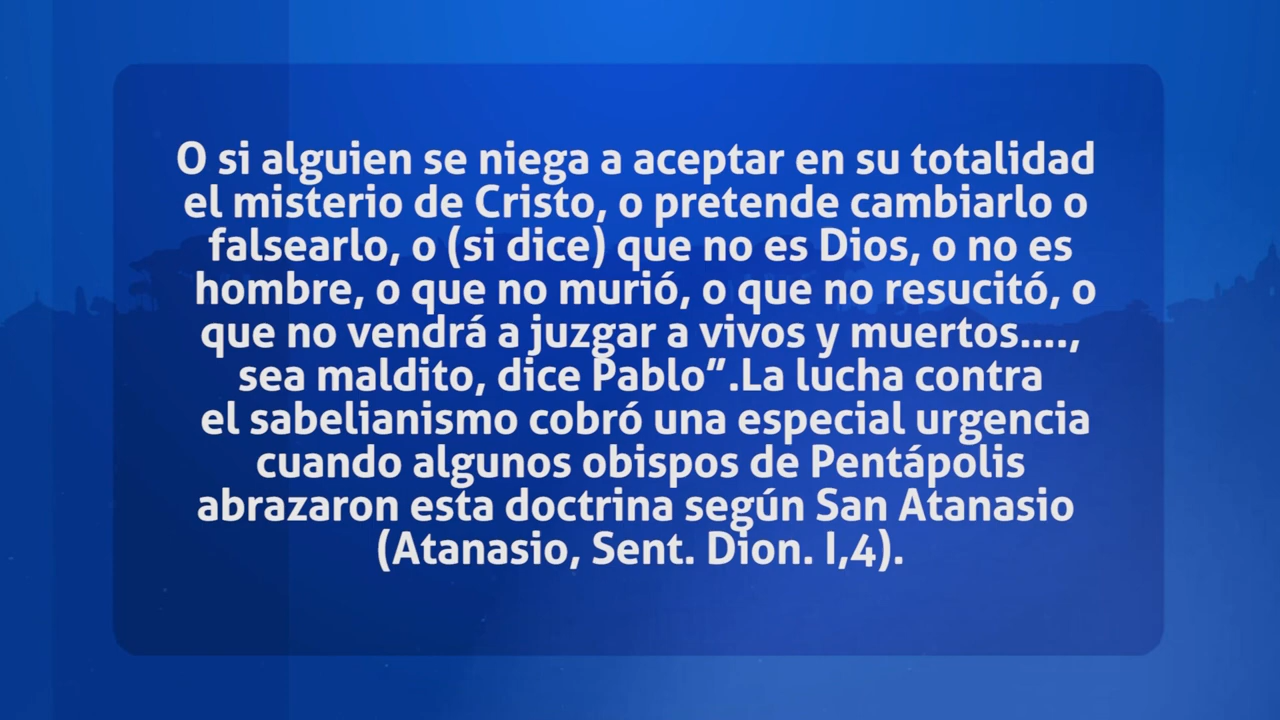 O si alguien se niega a aceptar en su totalidad
el misterio de Cristo, o pretende cambiarlo o
falsearlo, o (si dice) que no es Dios, o no es
hombre, o que no murió, o que no resucitó, o
que no vendrá a juzgar a vivos y muertos....,
sea maldito, dice Pablo”.La lucha contra
el sabelianismo cobró una especial urgencia
cuando algunos obispos de Pentápolis
abrazaron esta doctrina según San Atanasio
(Atanasio, Sent. Dion. I,4).